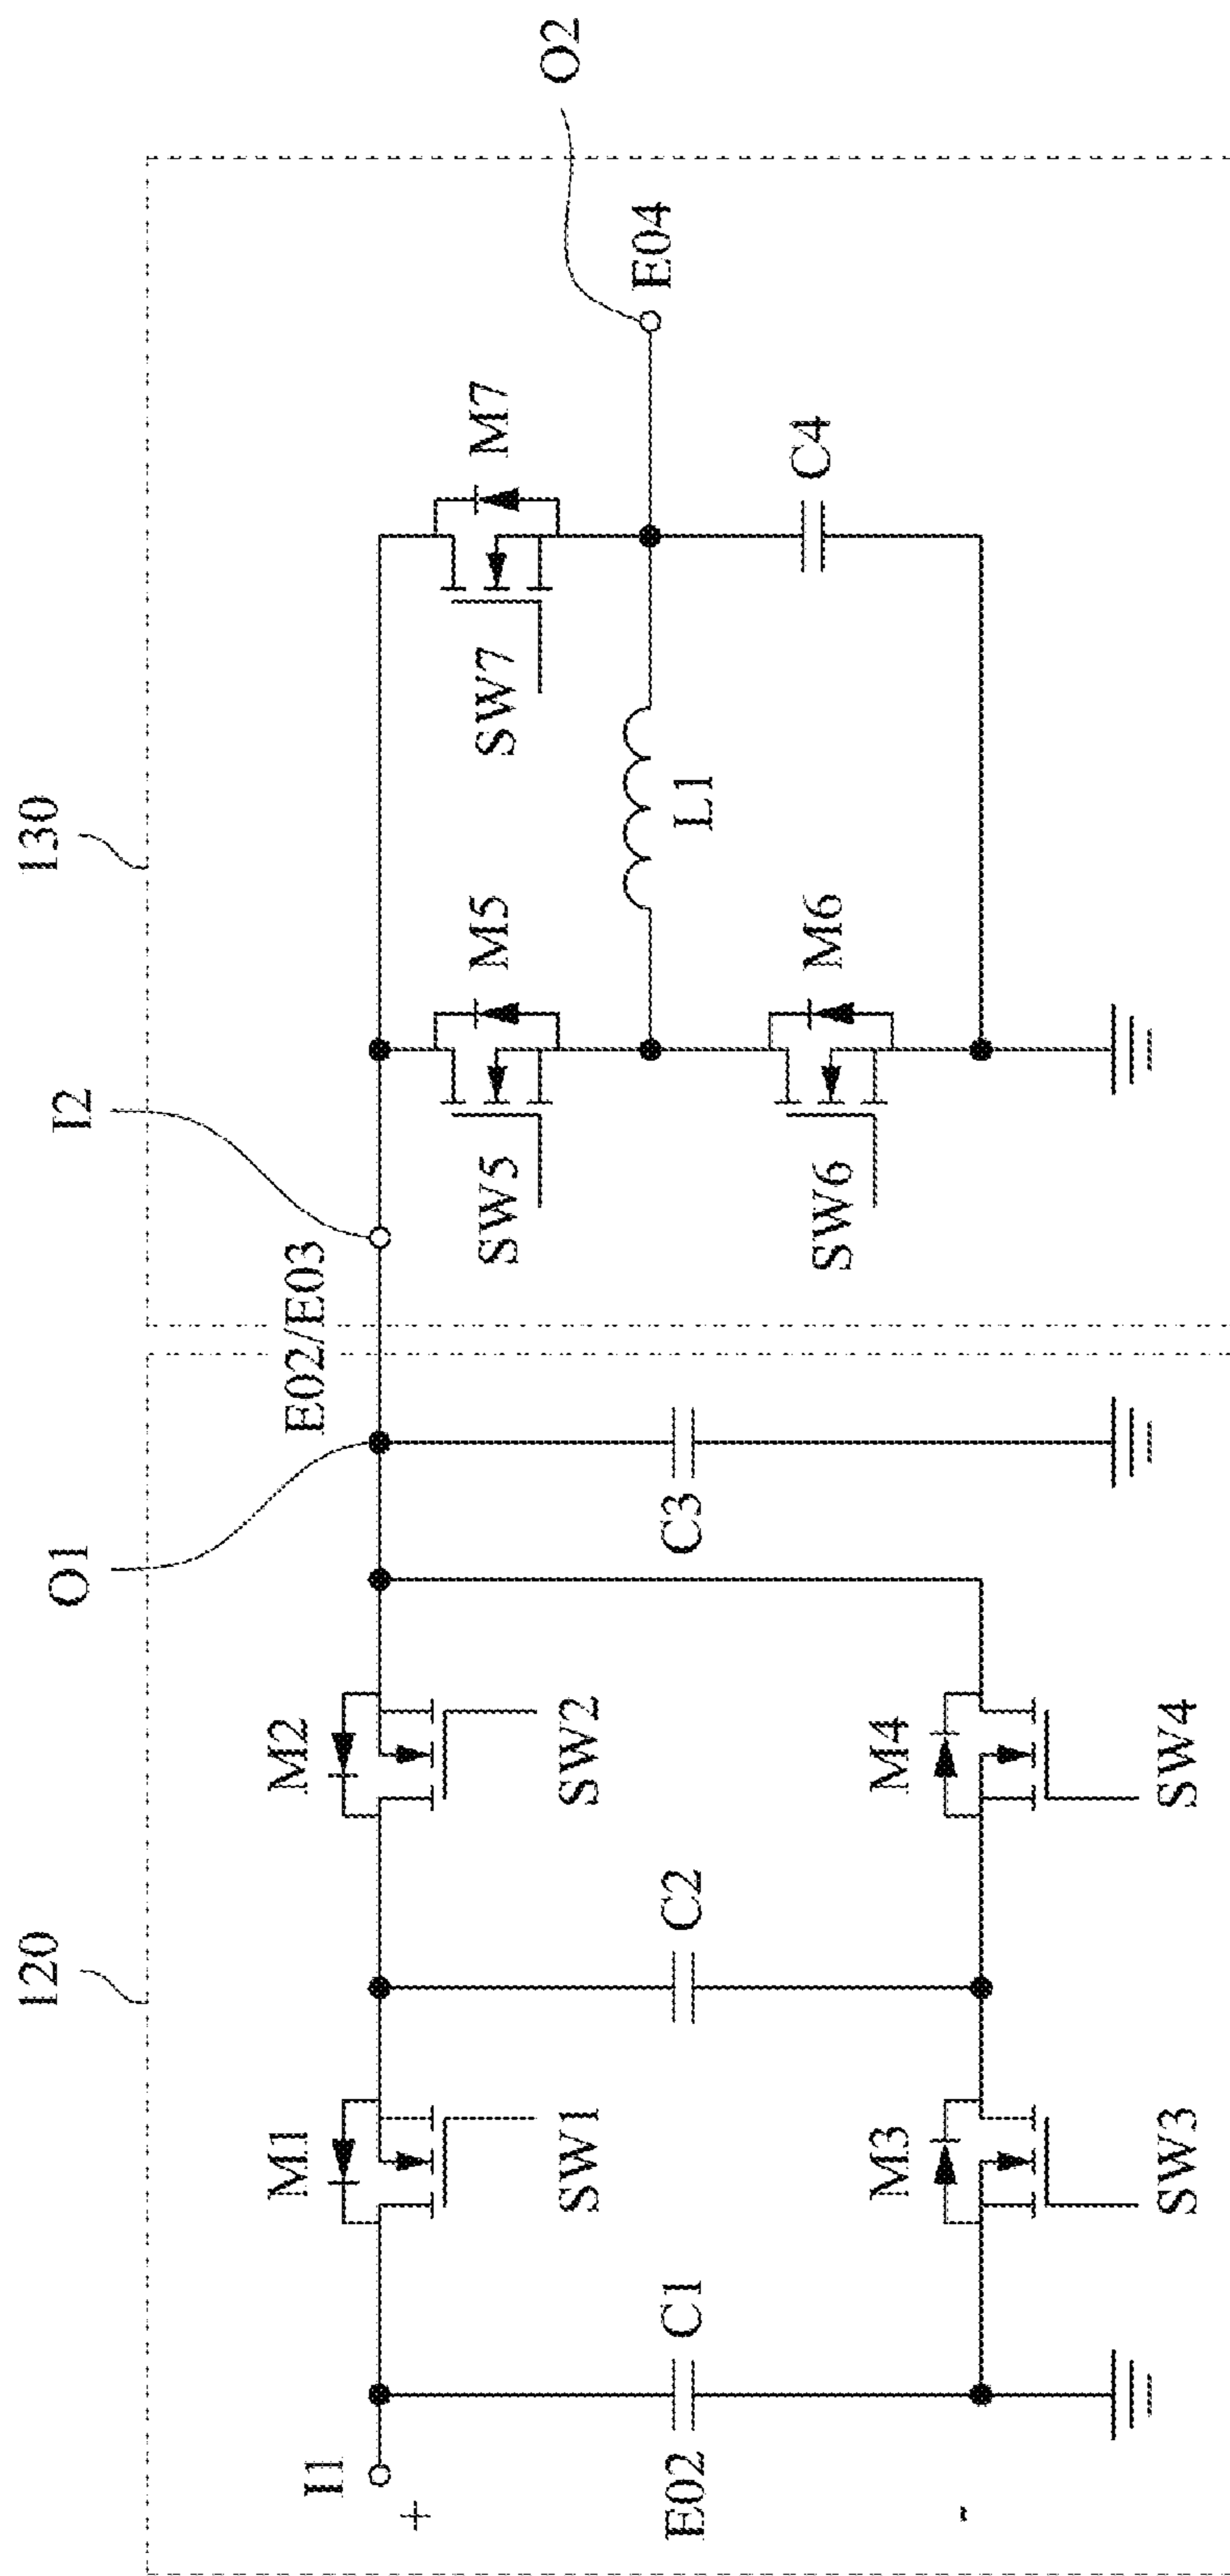 120
130
O1
I2
O2
I1
+
E02
-
C1
M1
SW1
M3
SW3
C2
M2
SW2
M4
SW4
C3
E02/E03
M5
SW5
M6
SW6
L1
M7
SW7
C4
E04